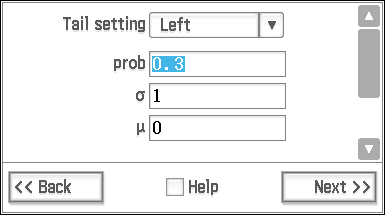 Tail setting Left
prob 0.3
σ 1
μ 0
<< Back Help Next >>